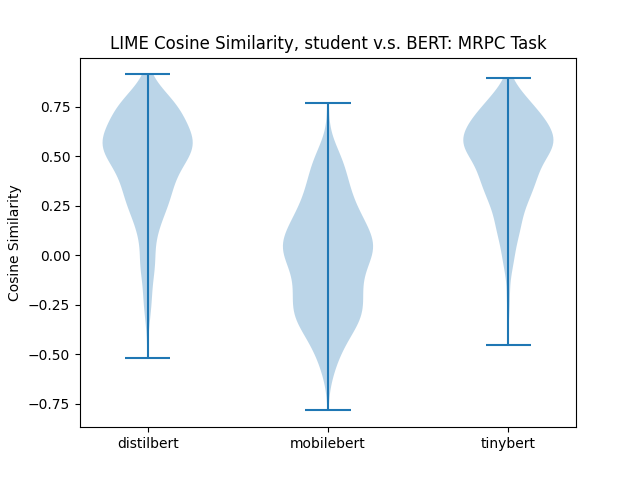 LIME Cosine Similarity, student v.s. BERT: MRPC Task
Cosine Similarity
0.75
0.50
0.25
0.00
−0.25
−0.50
−0.75
distilbert
mobilebert
tinybert